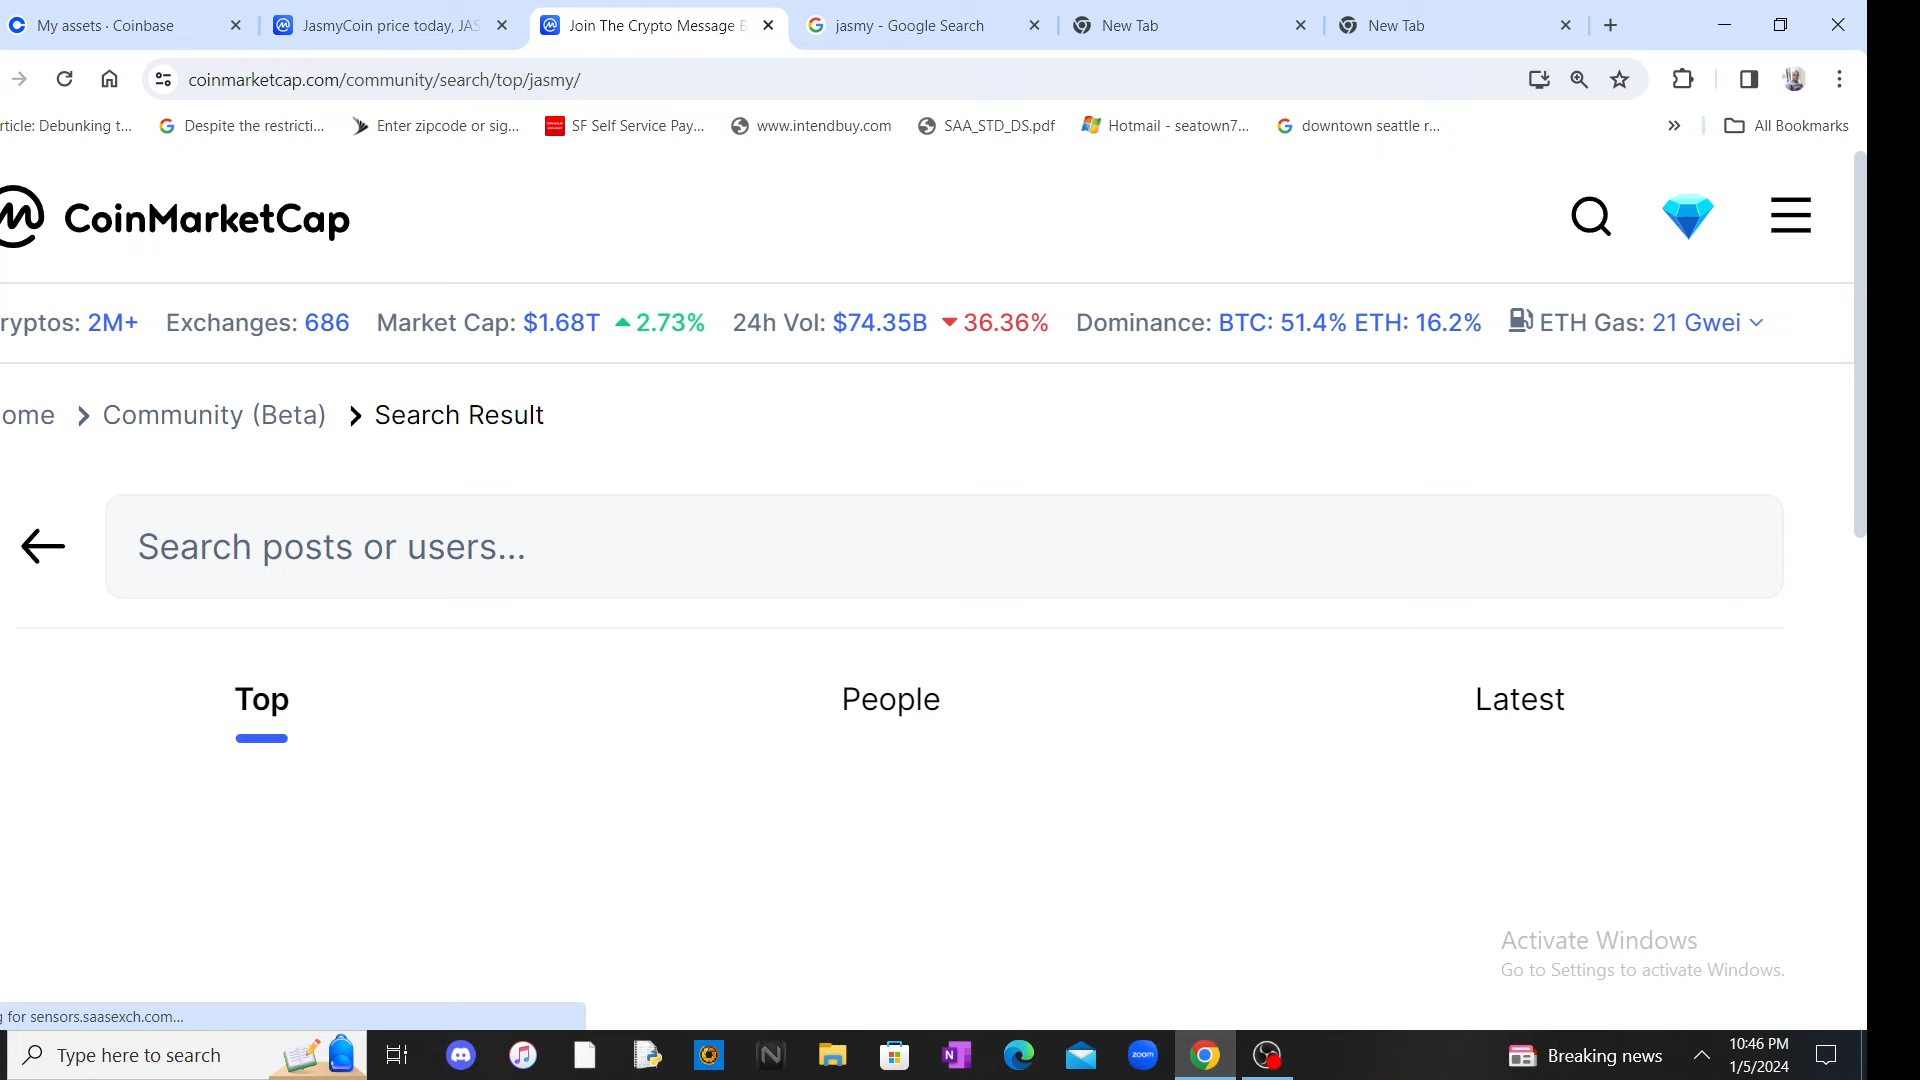 My assets · Coinbase
JasmyCoin price today, JAS
Join The Crypto Message B
jasmy - Google Search
New Tab
New Tab
coinmarketcap.com/community/search/top/jasmy/
rticle: Debunking t...
Despite the restricti...
Enter zipcode or sig...
SF Self Service Pay...
www.intendbuy.com
SAA_STD_DS.pdf
Hotmail - seatown7...
downtown seattle r...
All Bookmarks
CoinMarketCap
ryptos: 2M+ Exchanges: 686 Market Cap: $1.68T 2.73% 24h Vol: $74.35B 36.36% Dominance: BTC: 51.4% ETH: 16.2% ETH Gas: 21 Gwei
ome > Community (Beta) > Search Result
Search posts or users...
Top
People
Latest
Activate Windows
Go to Settings to activate Windows.
g for sensors.saasexch.com...
Type here to search
zoom
Breaking news
10:46 PM
1/5/2024